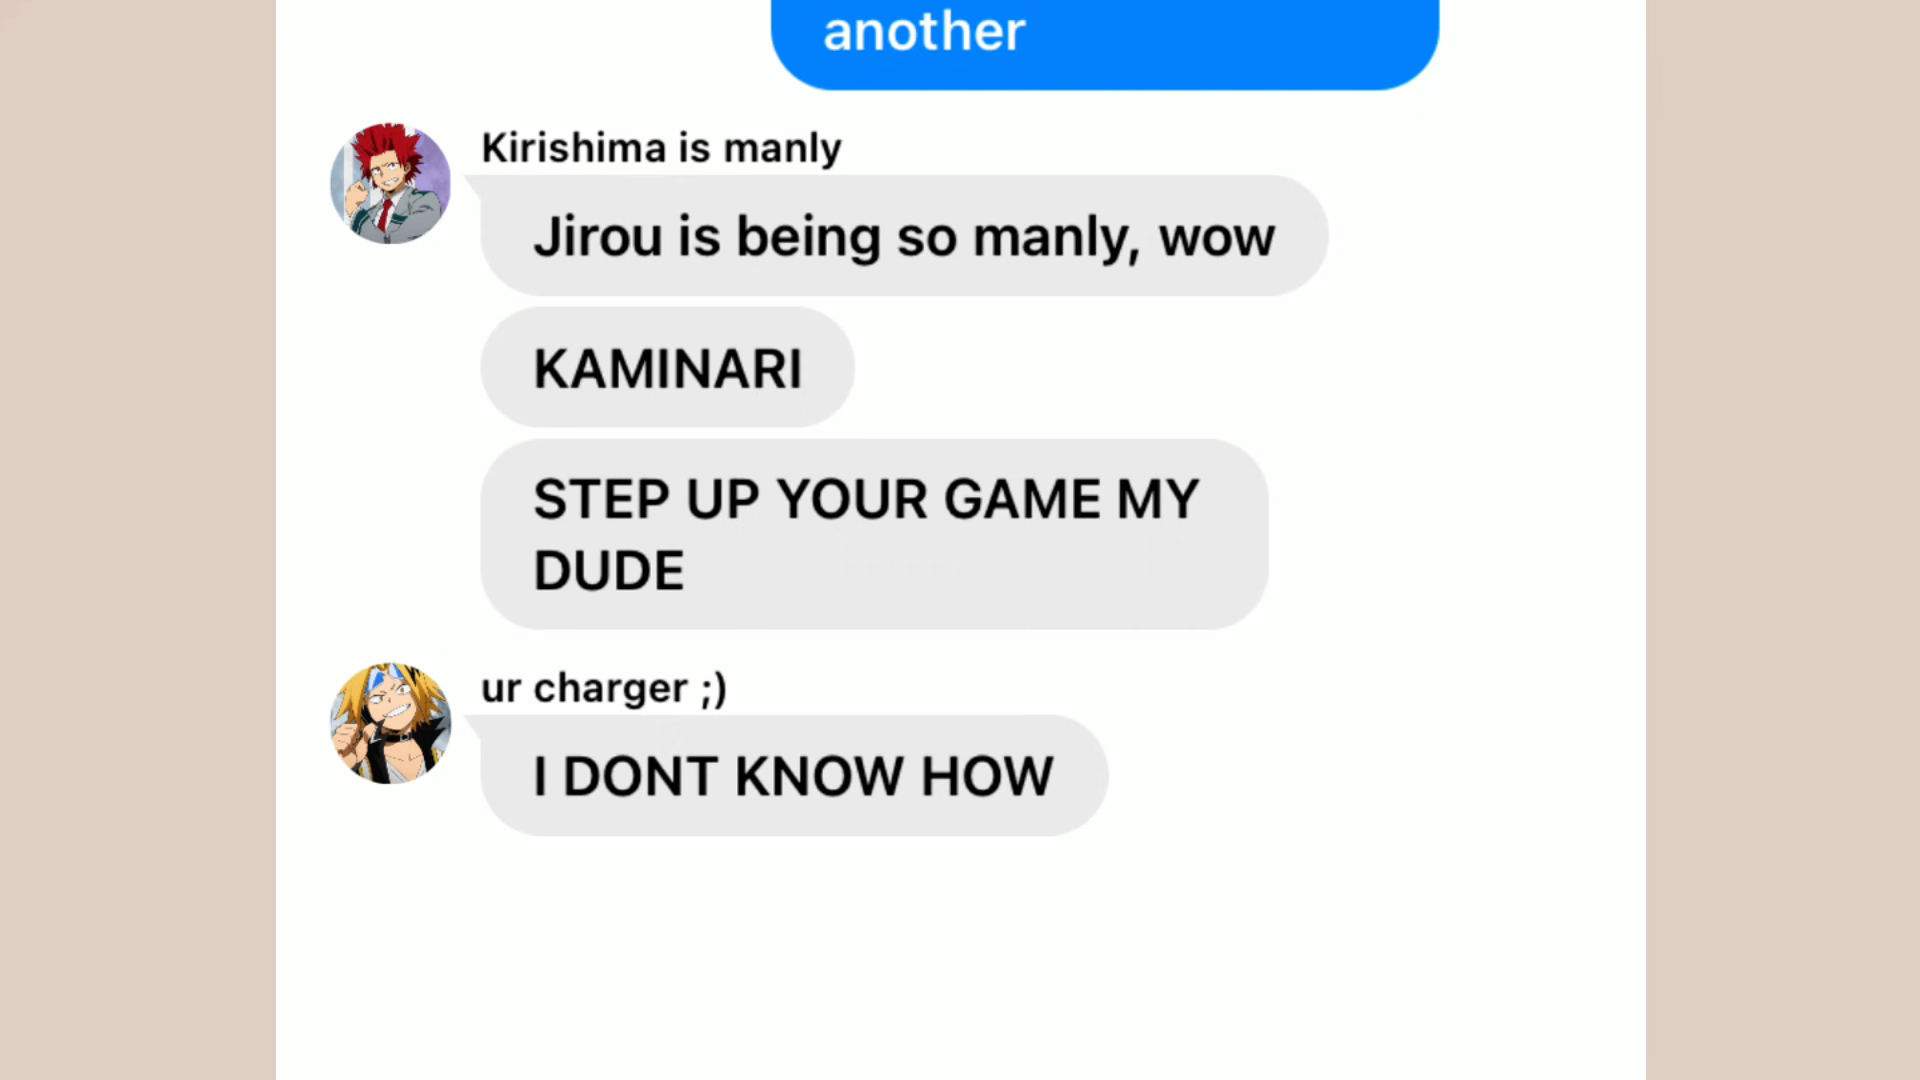 another
Kirishima is manly
Jirou is being so manly, wow
KAMINARI
STEP UP YOUR GAME MY
DUDE
ur charger ;)
I DONT KNOW HOW